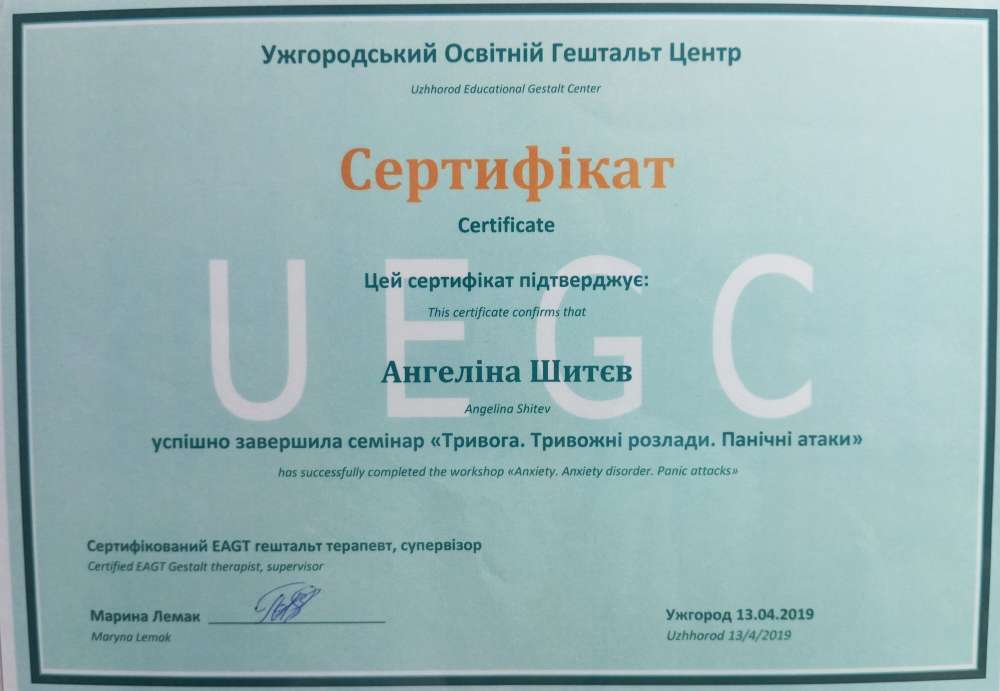 Ужгородський Освітній Гештальт Центр
Uzhhorod Educational Gestalt Center
Сертифікат
Certificate
UEGC
Цей сертифікат підтверджує:
This certificate confirms that
Ангеліна Шитєв
Angelina Shitev
успішно завершила семінар «Тривога. Тривожні розлади. Панічні атаки»
has successfully completed the workshop «Anxiety. Anxiety disorder. Panic attacks»
Сертифікований EAGT гештальт терапевт, супервізор
Certified EAGT Gestalt therapist, supervisor
Марина Лемак
Maryna Lemak
Ужгород 13.04.2019
Uzhhorod 13/4/2019